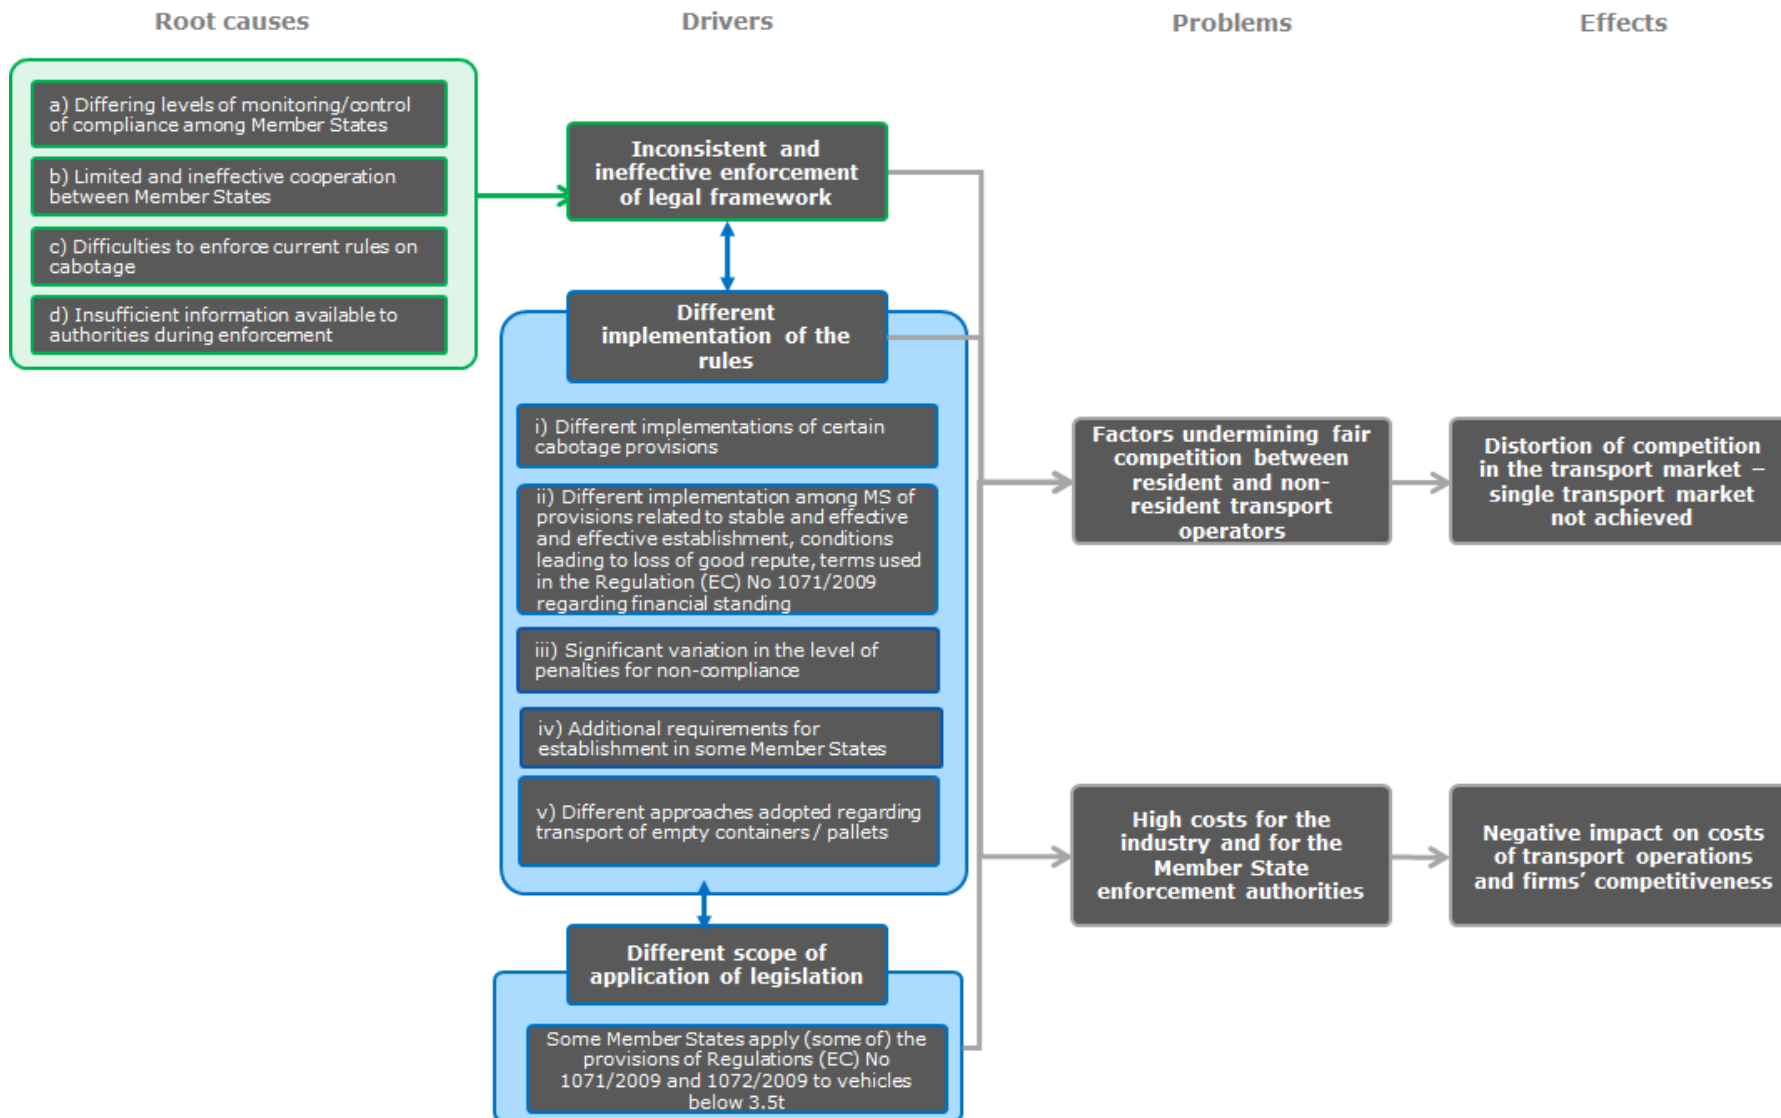 Root causes
Drivers
Problems
Effects
a) Differing levels of monitoring/control
of compliance among Member States
b) Limited and ineffective cooperation
between Member States
c) Difficulties to enforce current rules on
cabotage
d) Insufficient information available to
authorities during enforcement
Inconsistent and
ineffective enforcement
of legal framework
Different
implementation of the
rules
i) Different implementations of certain
cabotage provisions
ii) Different implementation among MS of
provisions related to stable and effective
and effective establishment, conditions
leading to loss of good repute, terms used
in the Regulation (EC) No 1071/2009
regarding financial standing
iii) Significant variation in the level of
penalties for non-compliance
iv) Additional requirements for
establishment in some Member States
v) Different approaches adopted regarding
transport of empty containers / pallets
Different scope of
application of legislation
Some Member States apply (some of) the
provisions of Regulations (EC) No
1071/2009 and 1072/2009 to vehicles
below 3.5t
Factors undermining fair
competition between
resident and non-
resident transport
operators
High costs for the
industry and for the
Member State
enforcement authorities
Distortion of competition
in the transport market –
single transport market
not achieved
Negative impact on costs
of transport operations
and firms’ competitiveness